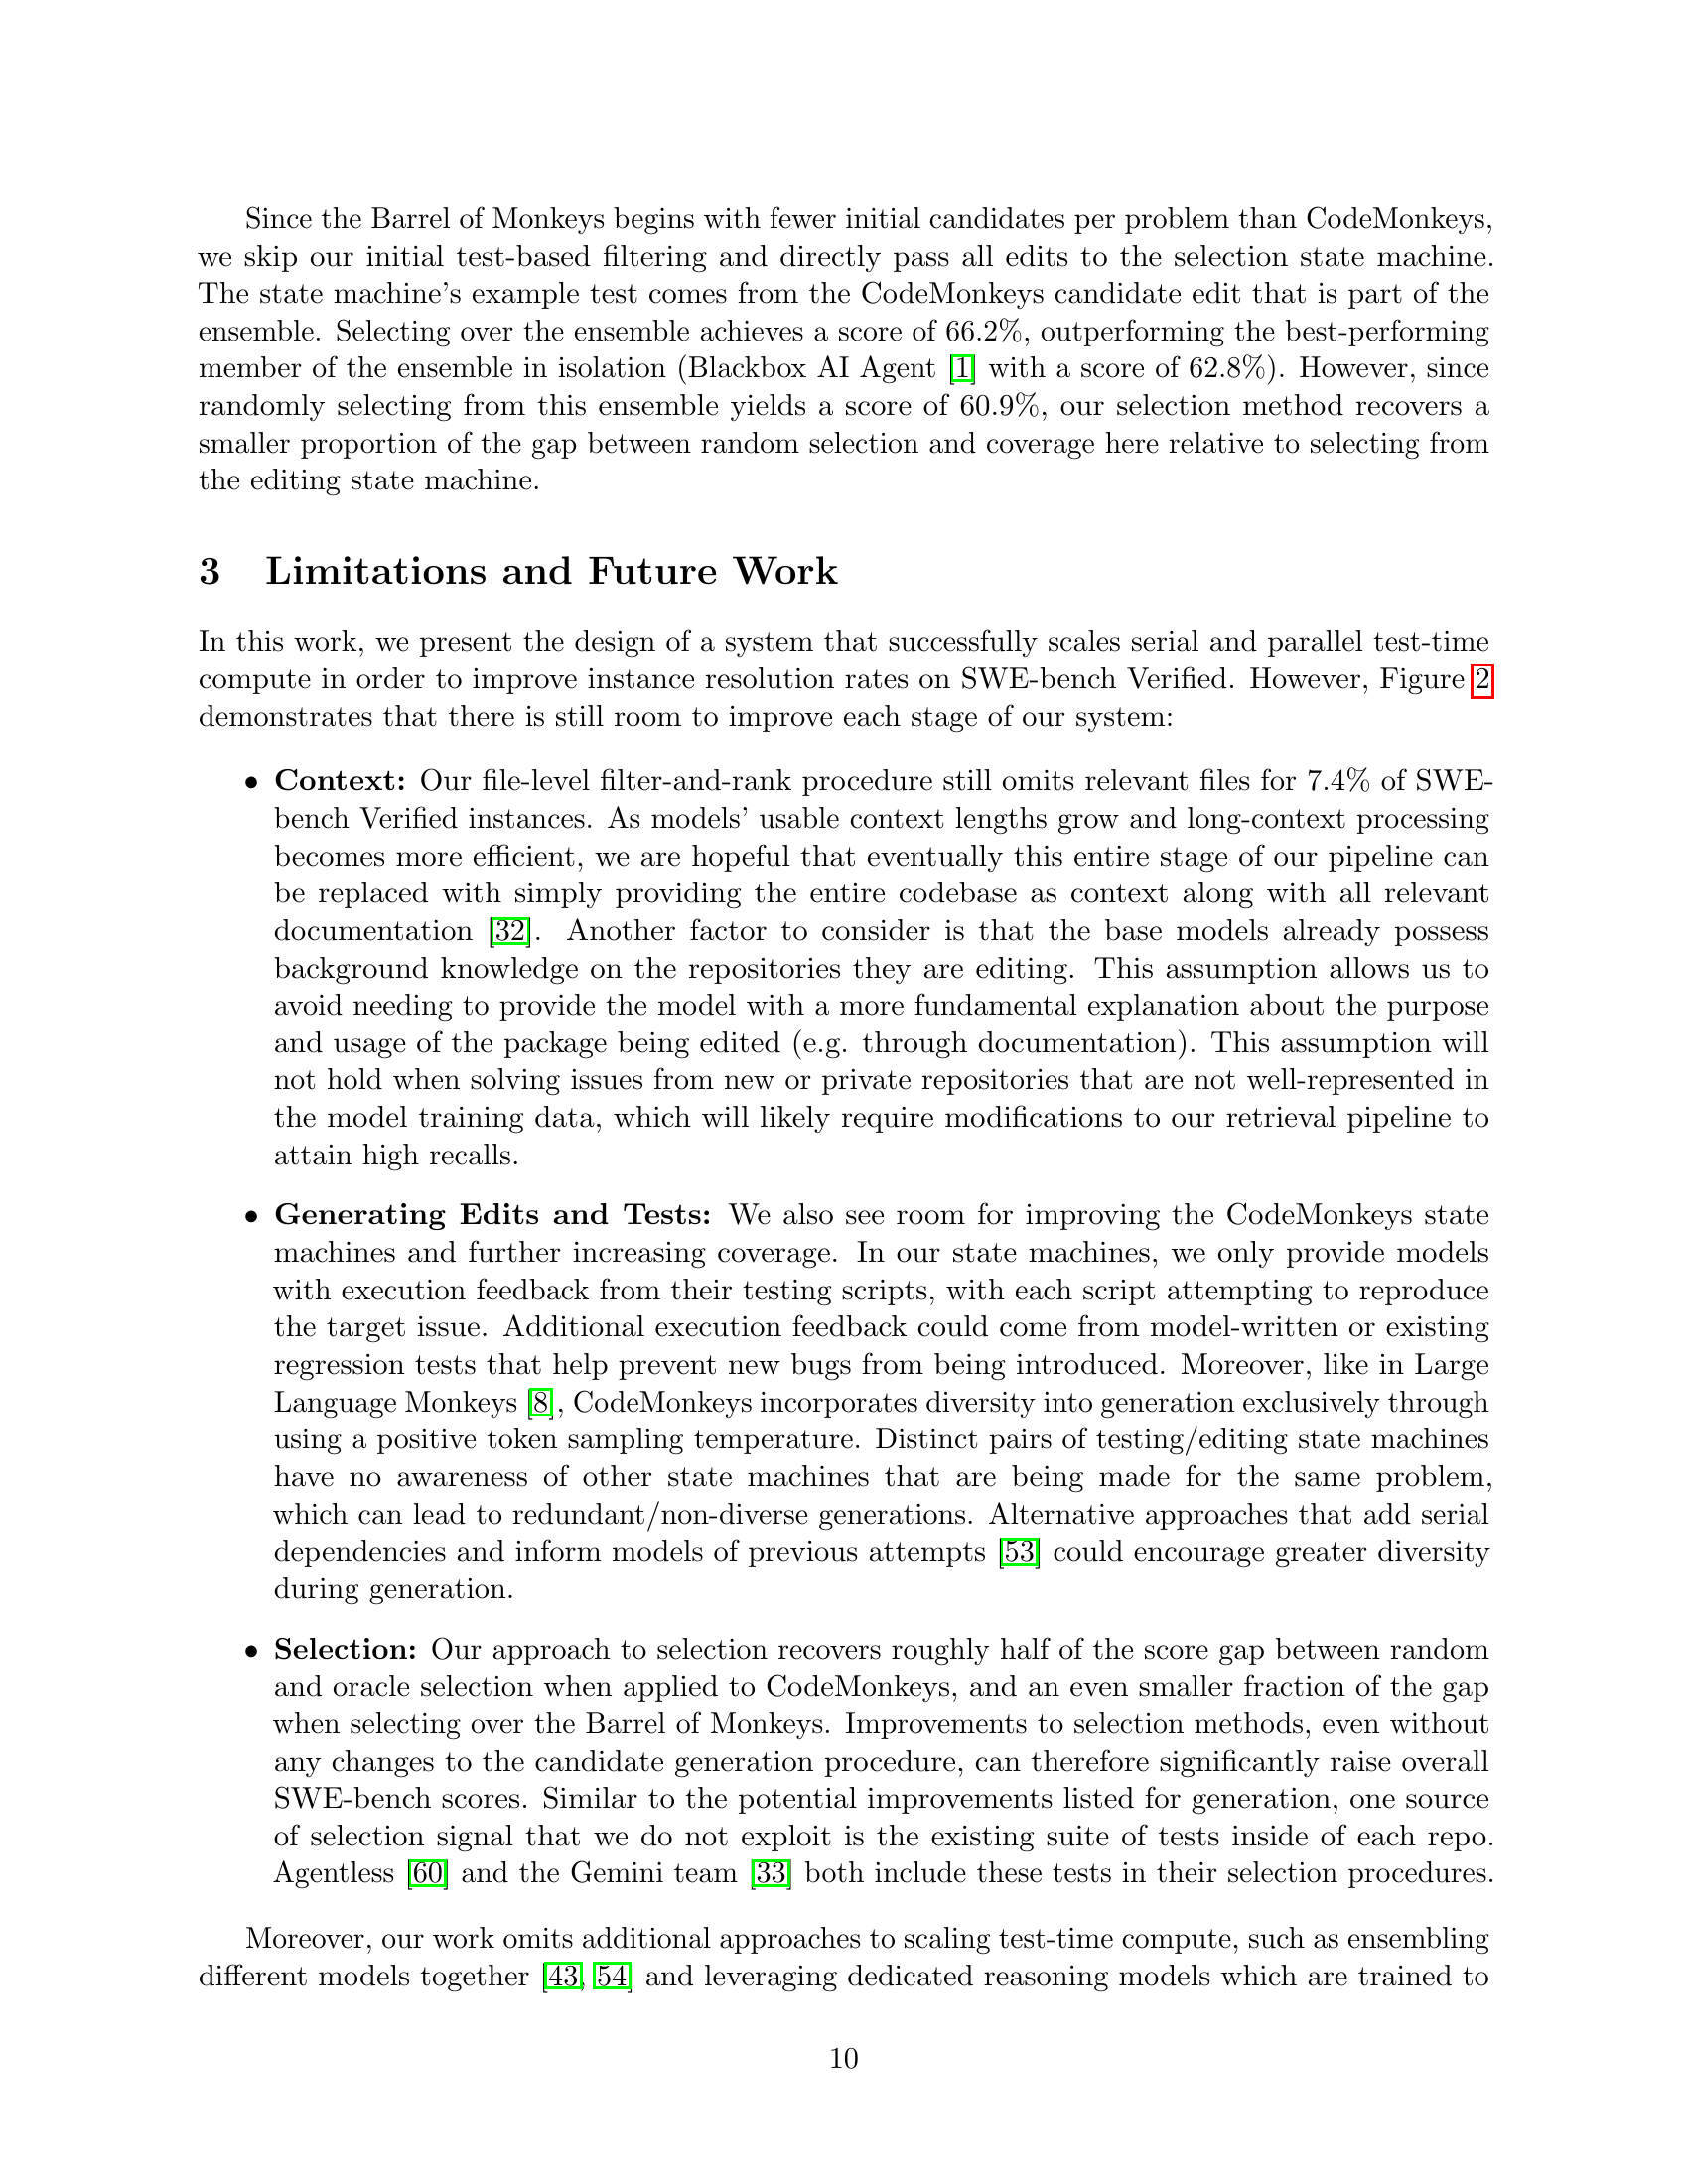 Since the Barrel of Monkeys begins with fewer initial candidates per problem than CodeMonkeys,
we skip our initial test-based filtering and directly pass all edits to the selection state machine.
The state machine's example test comes from the CodeMonkeys candidate edit that is part of the
ensemble. Selecting over the ensemble achieves a score of 66.2%, outperforming the best-performing
member of the ensemble in isolation (Blackbox AI Agent [1] with a score of 62.8%). However, since
randomly selecting from this ensemble yields a score of 60.9%, our selection method recovers a
smaller proportion of the gap between random selection and coverage here relative to selecting from
the editing state machine.
3 Limitations and Future Work
In this work, we present the design of a system that successfully scales serial and parallel test-time
compute in order to improve instance resolution rates on SWE-bench Verified. However, Figure 2
demonstrates that there is still room to improve each stage of our system:
• Context: Our file-level filter-and-rank procedure still omits relevant files for 7.4% of SWE-
bench Verified instances. As models' usable context lengths grow and long-context processing
becomes more efficient, we are hopeful that eventually this entire stage of our pipeline can
be replaced with simply providing the entire codebase as context along with all relevant
documentation [32]. Another factor to consider is that the base models already possess
background knowledge on the repositories they are editing. This assumption allows us to
avoid needing to provide the model with a more fundamental explanation about the purpose
and usage of the package being edited (e.g. through documentation). This assumption will
not hold when solving issues from new or private repositories that are not well-represented in
the model training data, which will likely require modifications to our retrieval pipeline to
attain high recalls.
• Generating Edits and Tests: We also see room for improving the CodeMonkeys state
machines and further increasing coverage. In our state machines, we only provide models
with execution feedback from their testing scripts, with each script attempting to reproduce
the target issue. Additional execution feedback could come from model-written or existing
regression tests that help prevent new bugs from being introduced. Moreover, like in Large
Language Monkeys [8], CodeMonkeys incorporates diversity into generation exclusively through
using a positive token sampling temperature. Distinct pairs of testing/editing state machines
have no awareness of other state machines that are being made for the same problem,
which can lead to redundant/non-diverse generations. Alternative approaches that add serial
dependencies and inform models of previous attempts [53] could encourage greater diversity
during generation.
• Selection: Our approach to selection recovers roughly half of the score gap between random
and oracle selection when applied to CodeMonkeys, and an even smaller fraction of the gap
when selecting over the Barrel of Monkeys. Improvements to selection methods, even without
any changes to the candidate generation procedure, can therefore significantly raise overall
SWE-bench scores. Similar to the potential improvements listed for generation, one source
of selection signal that we do not exploit is the existing suite of tests inside of each repo.
Agentless [60] and the Gemini team [33] both include these tests in their selection procedures.
Moreover, our work omits additional approaches to scaling test-time compute, such as ensembling
different models together [43, 54] and leveraging dedicated reasoning models which are trained to
10